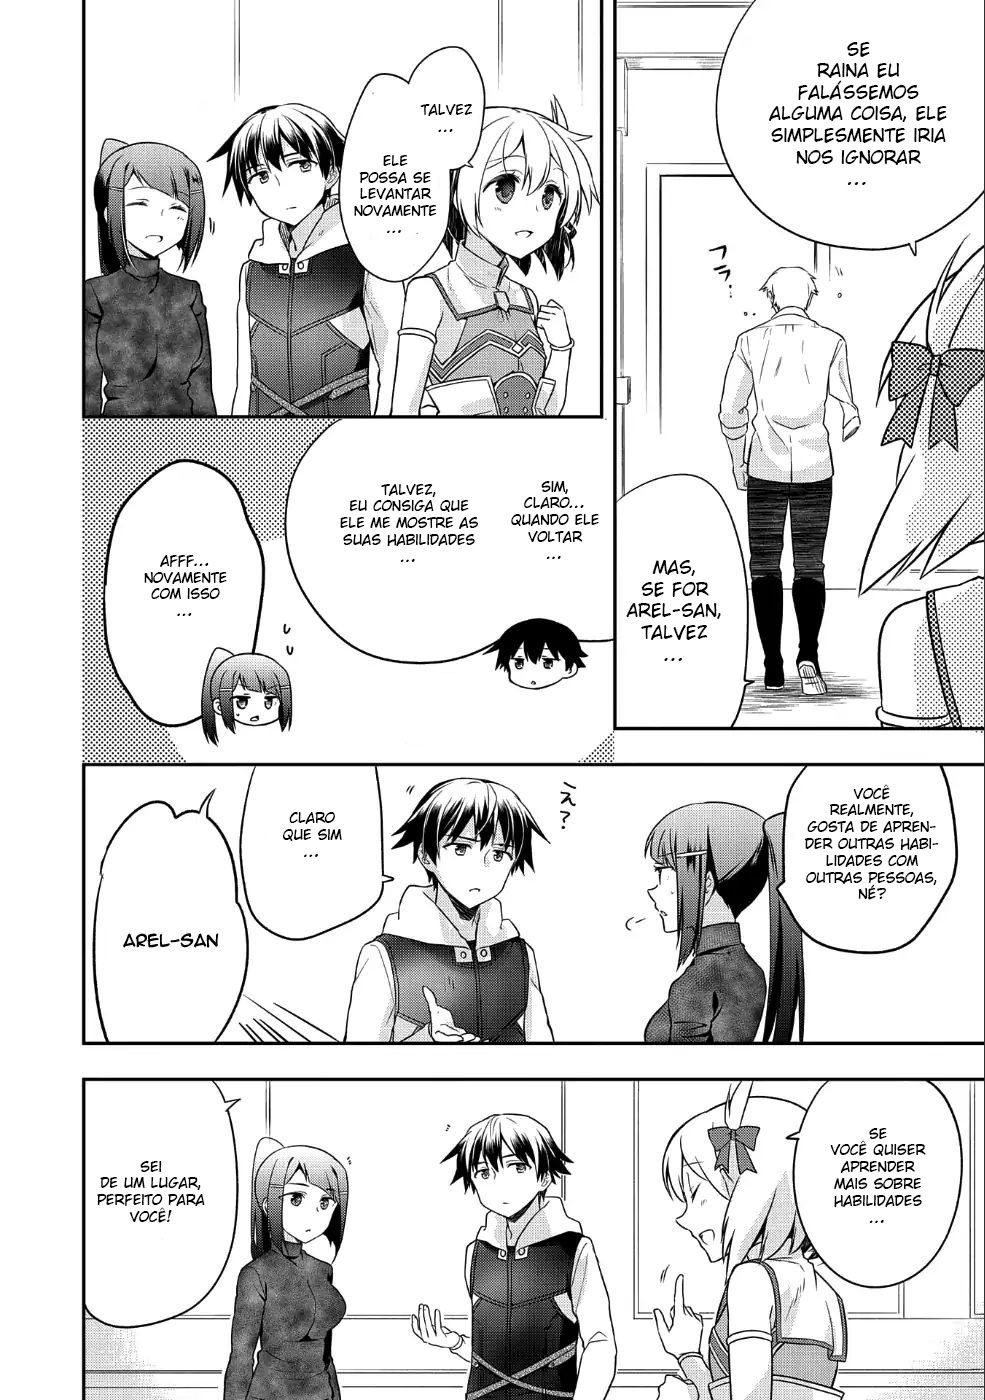 SE
RAINA EU
FALÁSSEMOS
ALGUMA COISA, ELE
SIMPLESMENTE IRIA
NOS IGNORAR
...
MAS,
SE FOR
AREL-SAN,
TALVEZ
...
TALVEZ
...
ELE
POSSA SE
LEVANTAR
NOVAMENTE
...
SIM,
CLARO...
QUANDO ELE
VOLTAR
...
TALVEZ,
EU CONSIGA QUE
ELE ME MOSTRE AS
SUAS HABILIDADES
...
AFFF...
NOVAMENTE
COM ISSO
...
VOCÊ
REALMENTE,
GOSTA DE APREN-
DER OUTRAS HABI-
LIDADES COM
OUTRAS PESSOAS,
NÉ?
え?
CLARO
QUE SIM
...
AREL-SAN
SE
VOCÊ QUISER
APRENDER
MAIS SOBRE
HABILIDADES
...
SEI
DE UM LUGAR,
PERFEITO PARA
VOCÊ!